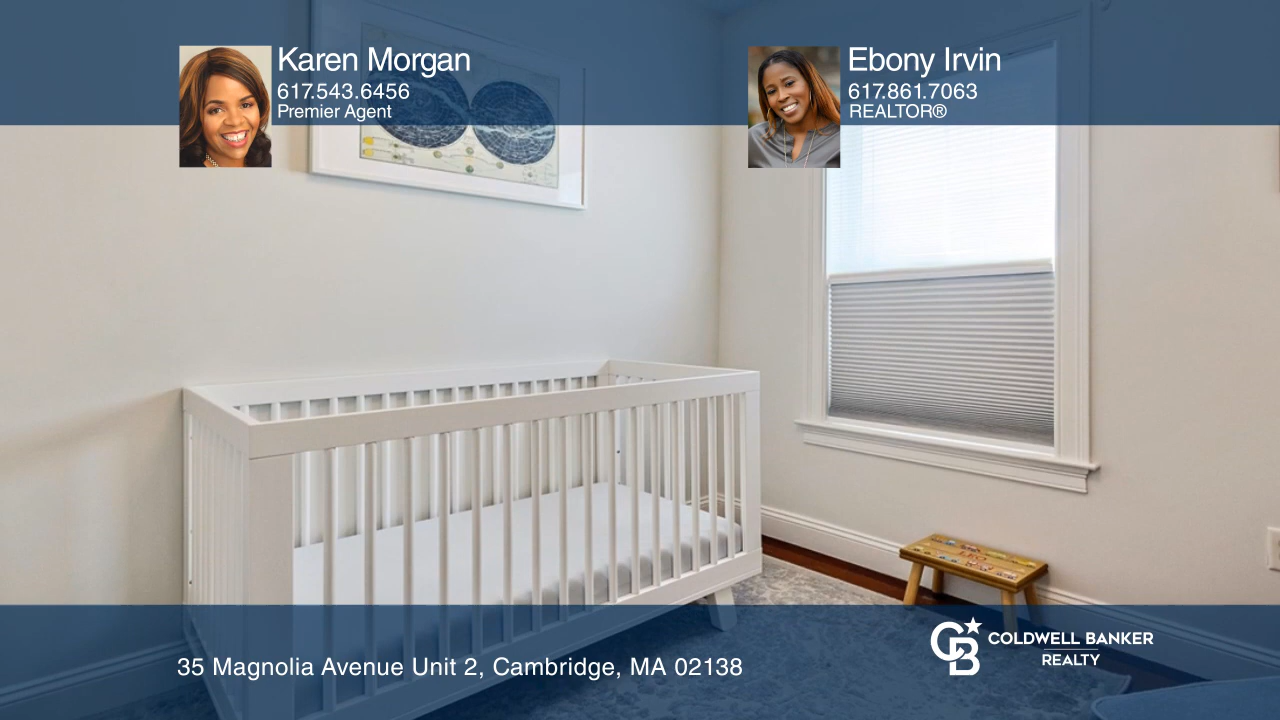 Karen Morgan
617.543.6456
Premier Agent
Ebony Irvin
617.861.7063
REALTOR®
35 Magnolia Avenue Unit 2, Cambridge, MA 02138
CB
COLDWELL BANKER
REALTY